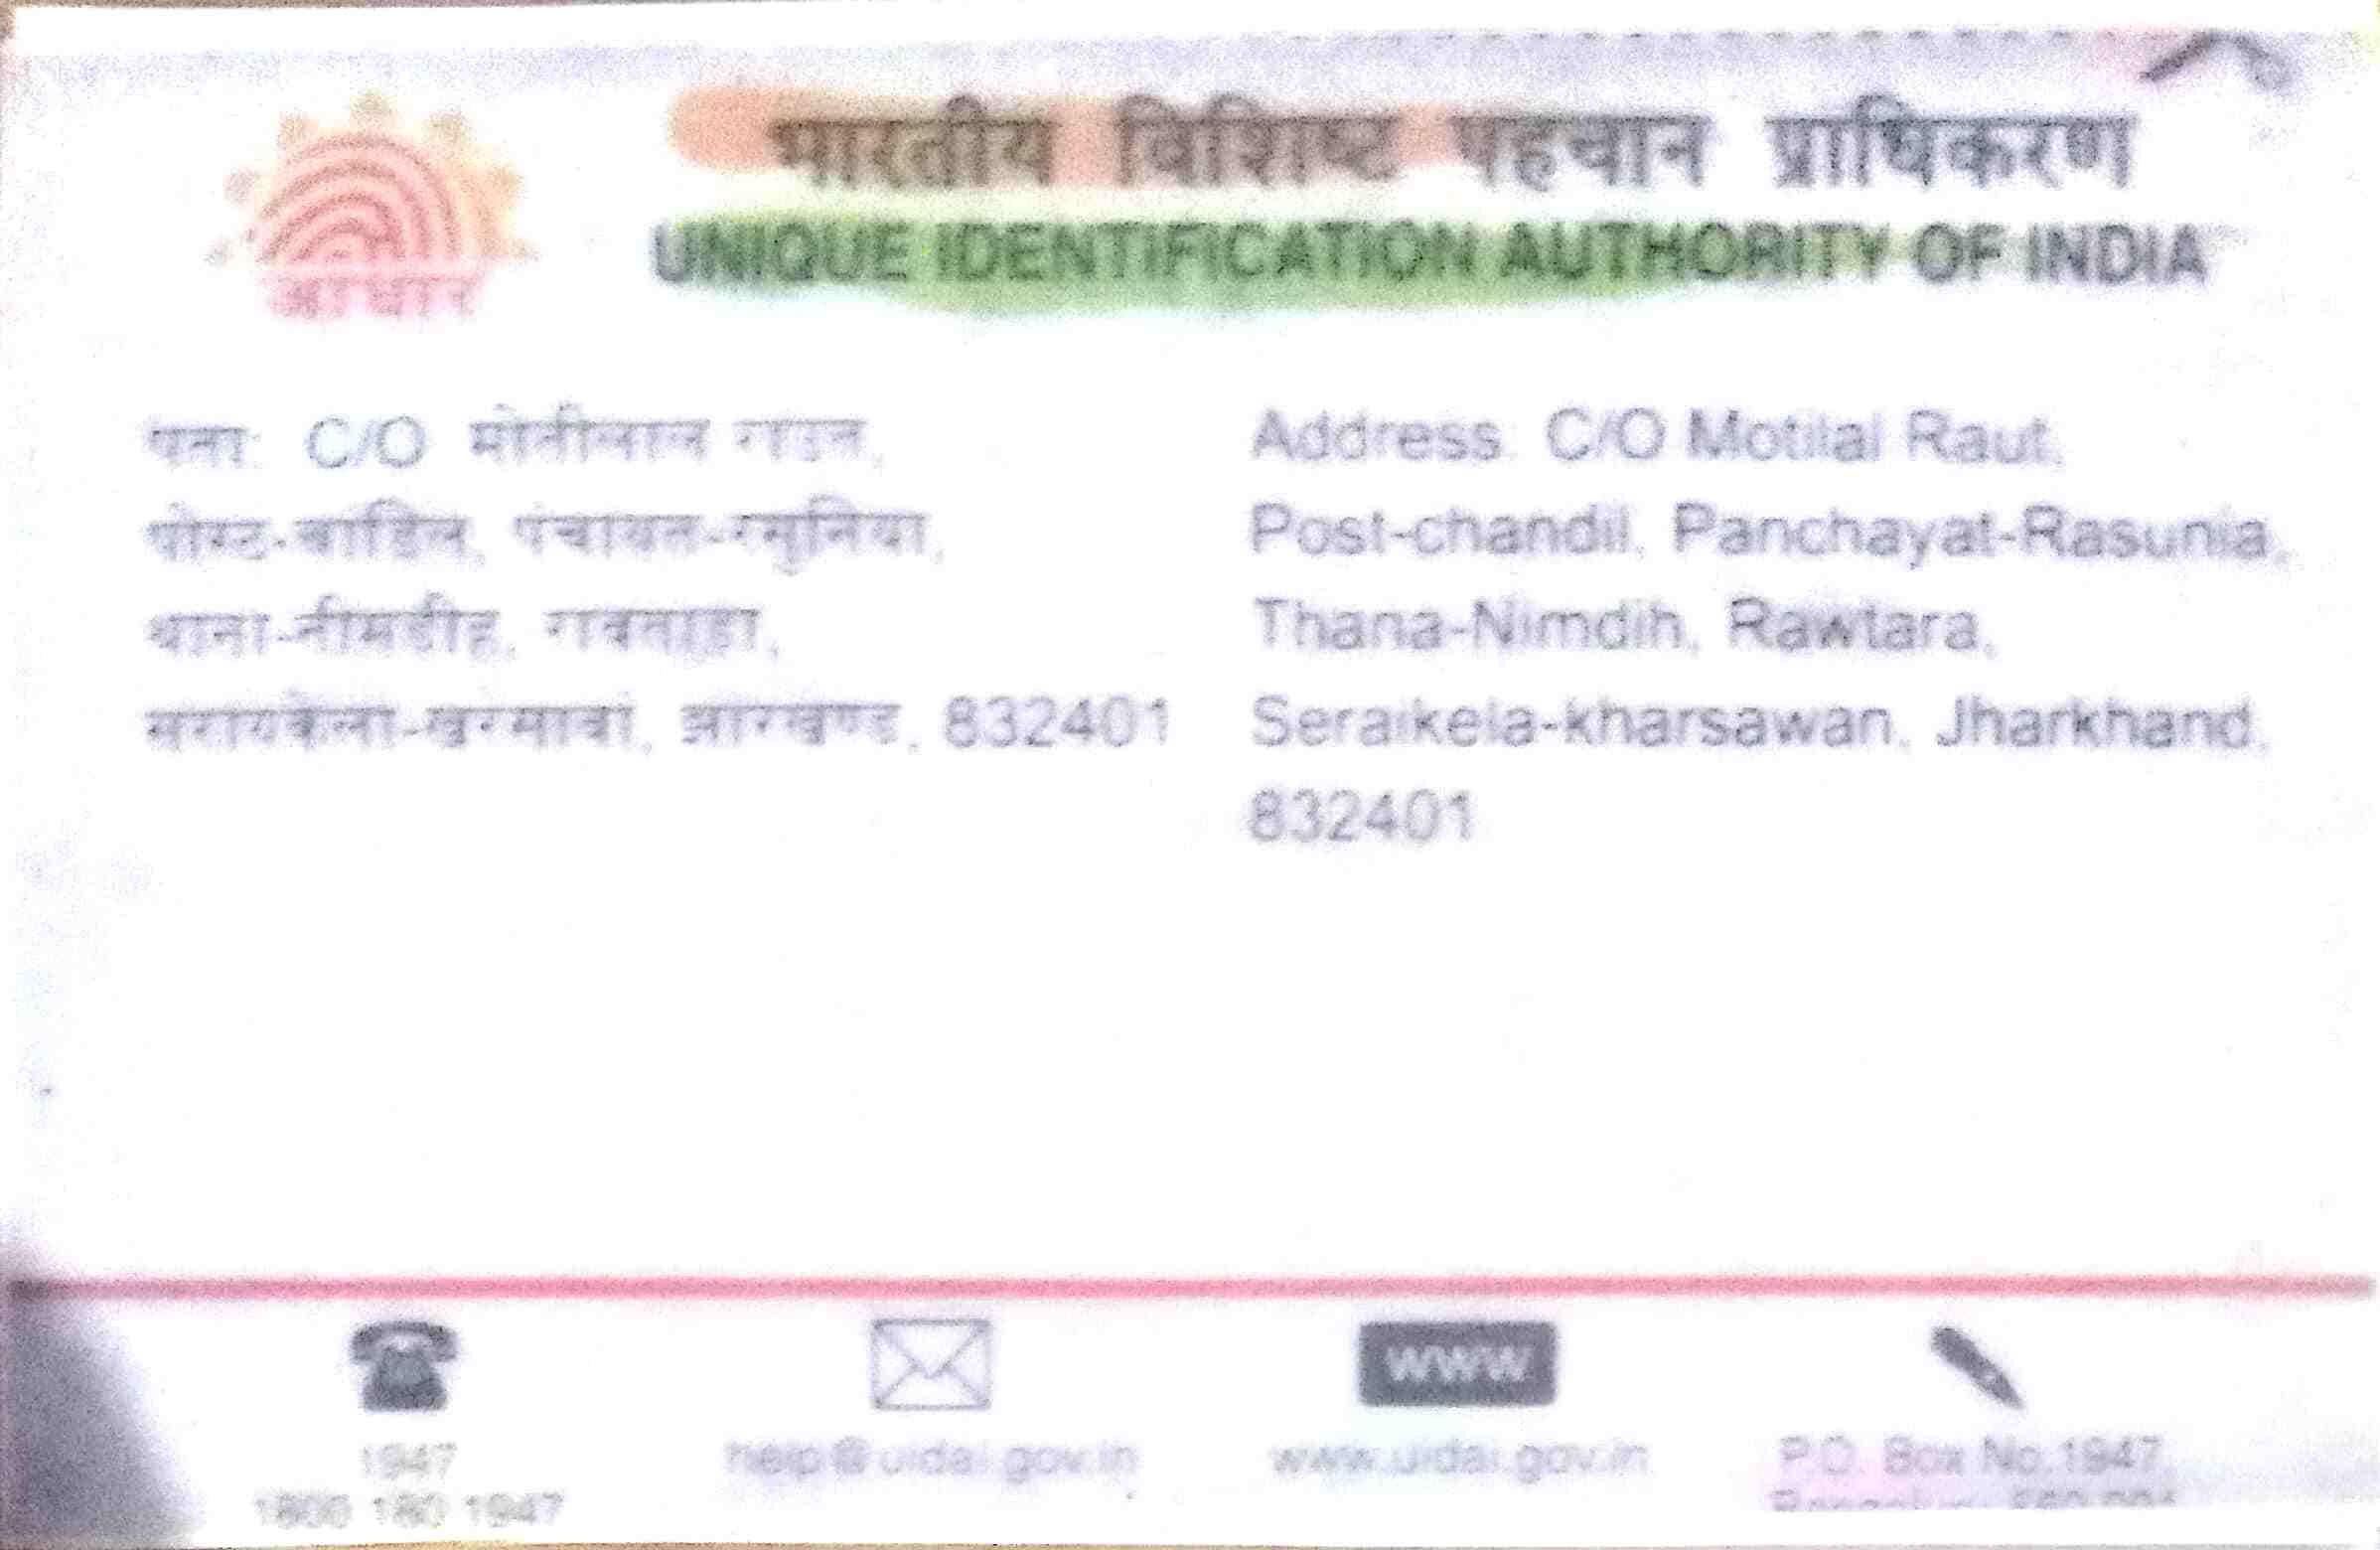 भारतीय विशिष्ट पहचान प्राधिकरण
UNIQUE IDENTIFICATION AUTHORITY OF INDIA
आधार
पता: C/O मोतीलाल राउत,
पोस्ट-चांडिल, पंचायत-रसुनिया,
थाना-नीमडीह, रावताड़ा,
सरायकेला-खरसावां, झारखण्ड, 832401
Address: C/O Motilal Raut,
Post-chandil, Panchayat-Rasunia,
Thana-Nimdih, Rawtara,
Seraikela-kharsawan, Jharkhand,
832401
1947
1800 180 1947
help@uidai.gov.in
www
www.uidai.gov.in
P.O. Box No.1947,